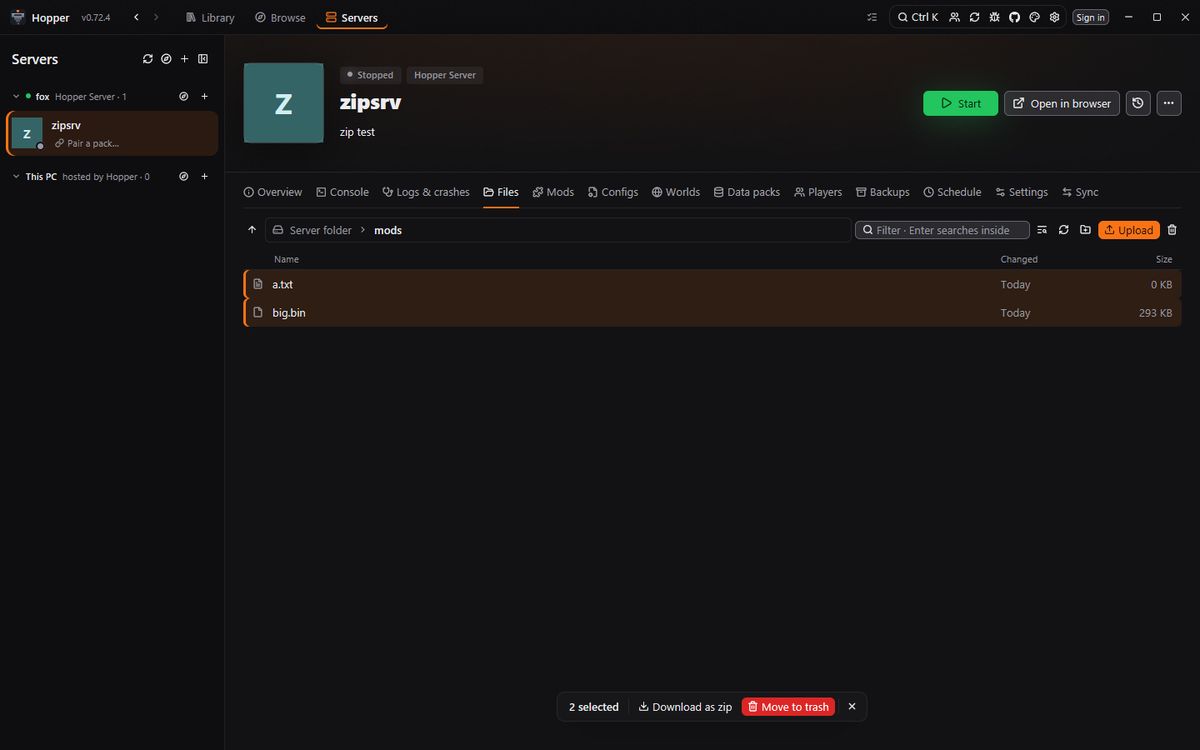 Hopper v0.72.4 Library Browse Servers Ctrl K Sign in
Servers
fox Hopper Server · 1
Z
zipsrv
Pair a pack...
This PC hosted by Hopper · 0
Z
Stopped Hopper Server
zipsrv
zip test
Start Open in browser
Overview Console Logs & crashes Files Mods Configs Worlds Data packs Players Backups Schedule Settings Sync
Server folder mods Filter · Enter searches inside Upload
Name Changed Size
a.txt Today 0 KB
big.bin Today 293 KB
2 selected Download as zip Move to trash